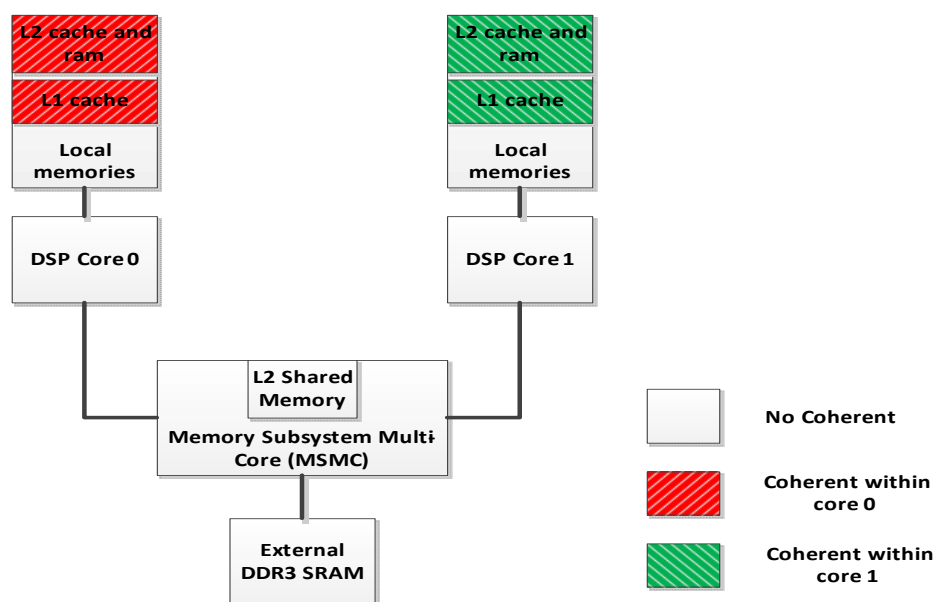 L2 cache and
ram
L1 cache
Local
memories
DSP Core 0
L2 cache and
ram
L1 cache
Local
memories
DSP Core 1
L2 Shared
Memory
Memory Subsystem Multi-
Core (MSMC)
External
DDR3 SRAM
No Coherent
Coherent within
core 0
Coherent within
core 1